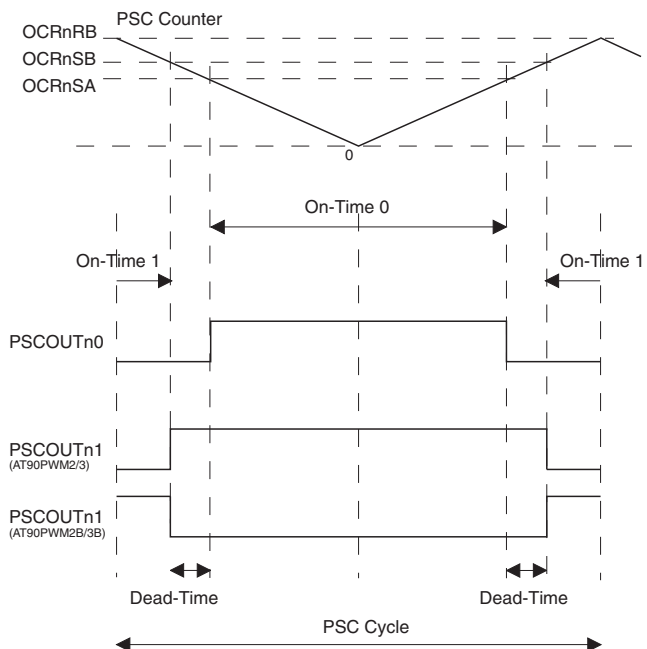 PSC Counter
OCRnRB
OCRnSB
OCRnSA
0
On-Time 0
On-Time 1
On-Time 1
PSCOUTn0
PSCOUTn1
(AT90PWM2/3)
PSCOUTn1
(AT90PWM2B/3B)
Dead-Time
Dead-Time
PSC Cycle